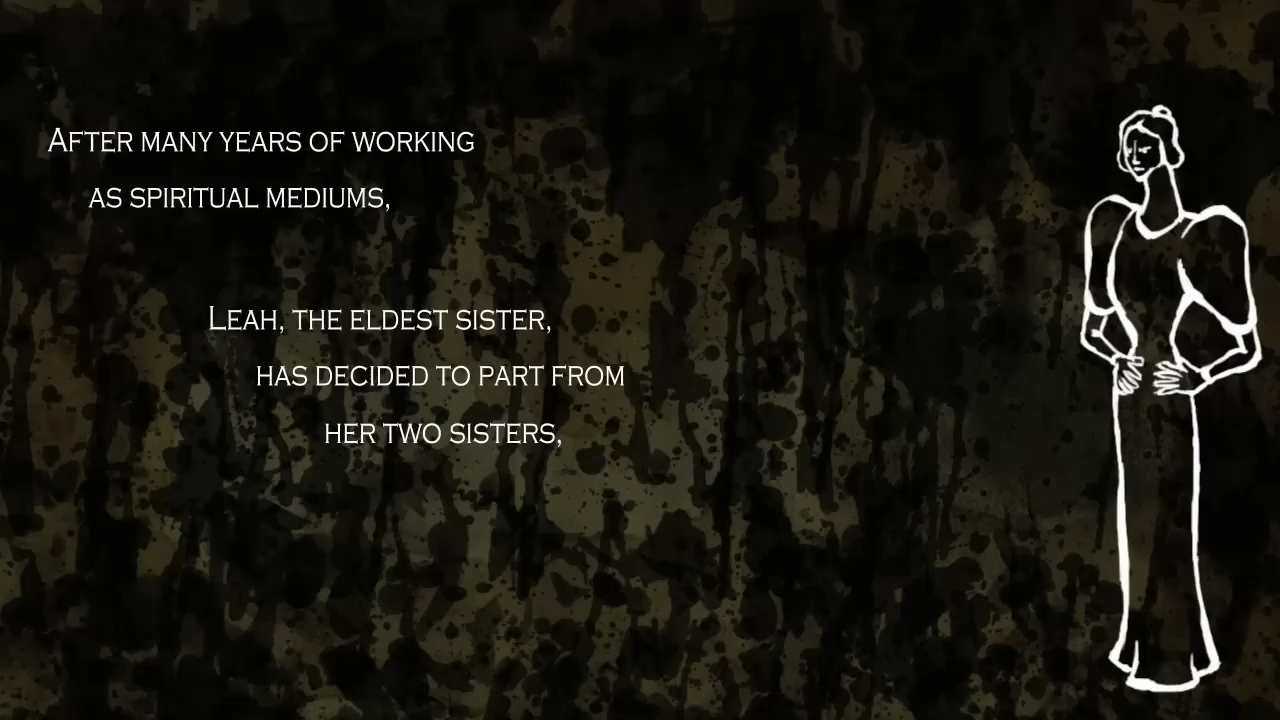 After many years of working
as spiritual mediums,
Leah, the eldest sister,
has decided to part from
her two sisters,